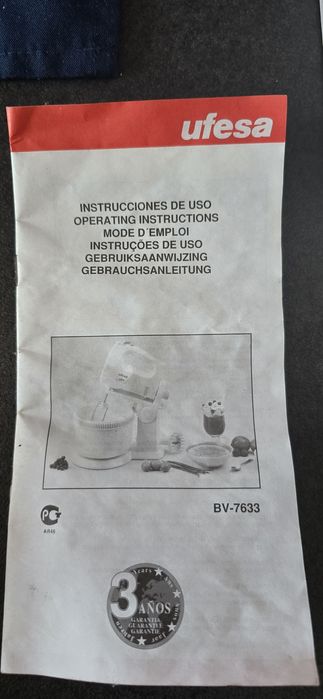 ufesa
INSTRUCCIONES DE USO
OPERATING INSTRUCTIONS
MODE D´EMPLOI
INSTRUÇÕES DE USO
GEBRUIKSAANWIJZING
GEBRAUCHSANLEITUNG
BV-7633
AR46
3 AÑOS
GARANTIA
GUARANTEE
GARANTIE